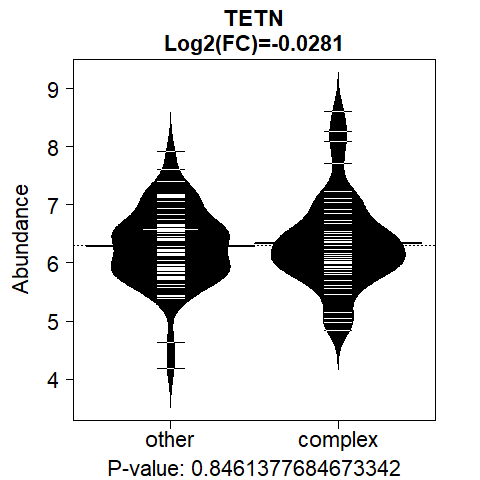 TETN
Log2(FC)=-0.0281
9
8
7
6
5
4
Abundance
other
complex
P-value: 0.8461377684673342